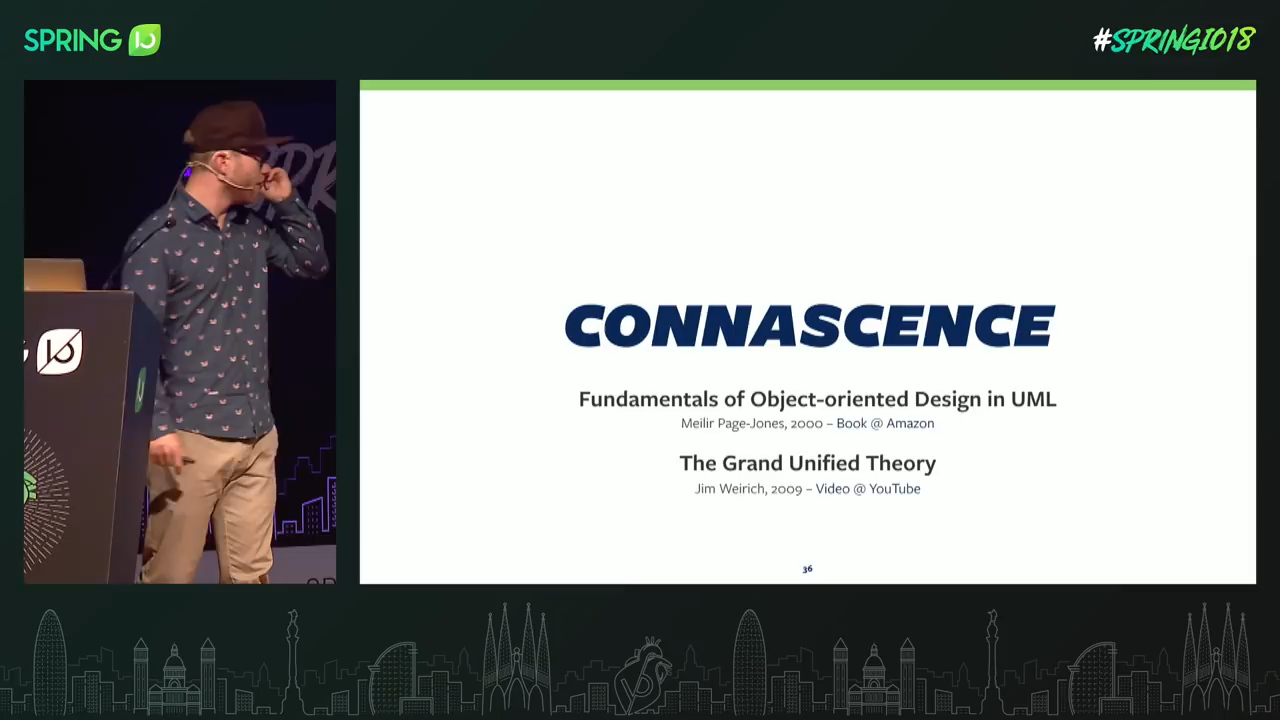 SPRING IO
#SPRINGIO18
CONNASCENCE
Fundamentals of Object-oriented Design in UML
Meilir Page-Jones, 2000 – Book @ Amazon
The Grand Unified Theory
Jim Weirich, 2009 – Video @ YouTube
36